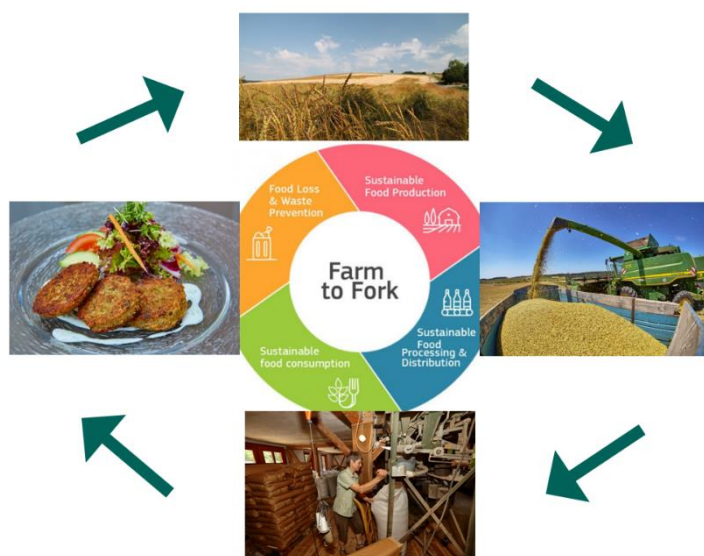 Food Loss
& Waste
Prevention
Sustainable
Food Production
Farm
to Fork
Sustainable
Food
Processing &
Distribution
Sustainable
food consumption